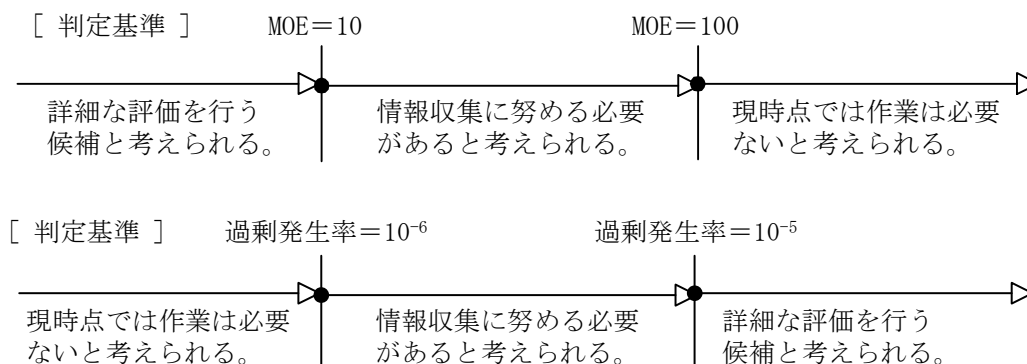 [ 判定基準 ] MOE＝10 MOE＝100
詳細な評価を行う 情報収集に努める必要 現時点では作業は必要
候補と考えられる。 があると考えられる。 ないと考えられる。
[ 判定基準 ] 過剰発生率＝10⁻⁶ 過剰発生率＝10⁻⁵
現時点では作業は必要 情報収集に努める必要 詳細な評価を行う
ないと考えられる。 があると考えられる。 候補と考えられる。